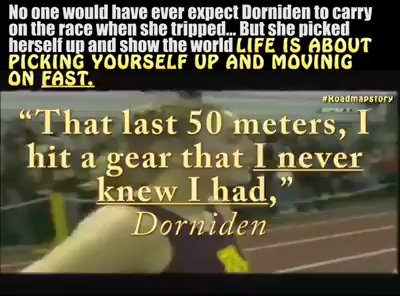 No one would have ever expect Dorniden to carry
on the race when she tripped... But she picked
herself up and show the world LIFE IS ABOUT
PICKING YOURSELF UP AND MOVINIG
ON FAST.
#Roadmapstory
"That last 50 meters, I
hit a gear that I never
knew I had,"
Dorniden